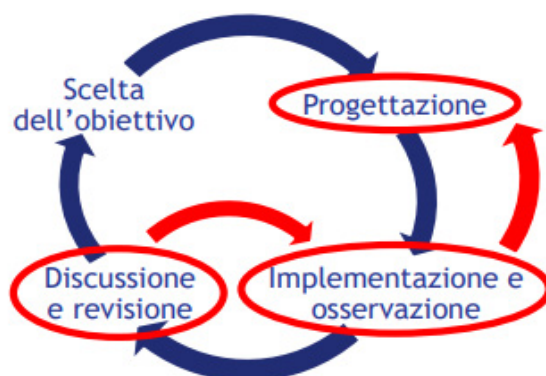 Scelta
dell'obiettivo
Progettazione
Discussione
e revisione
Implementazione e
osservazione